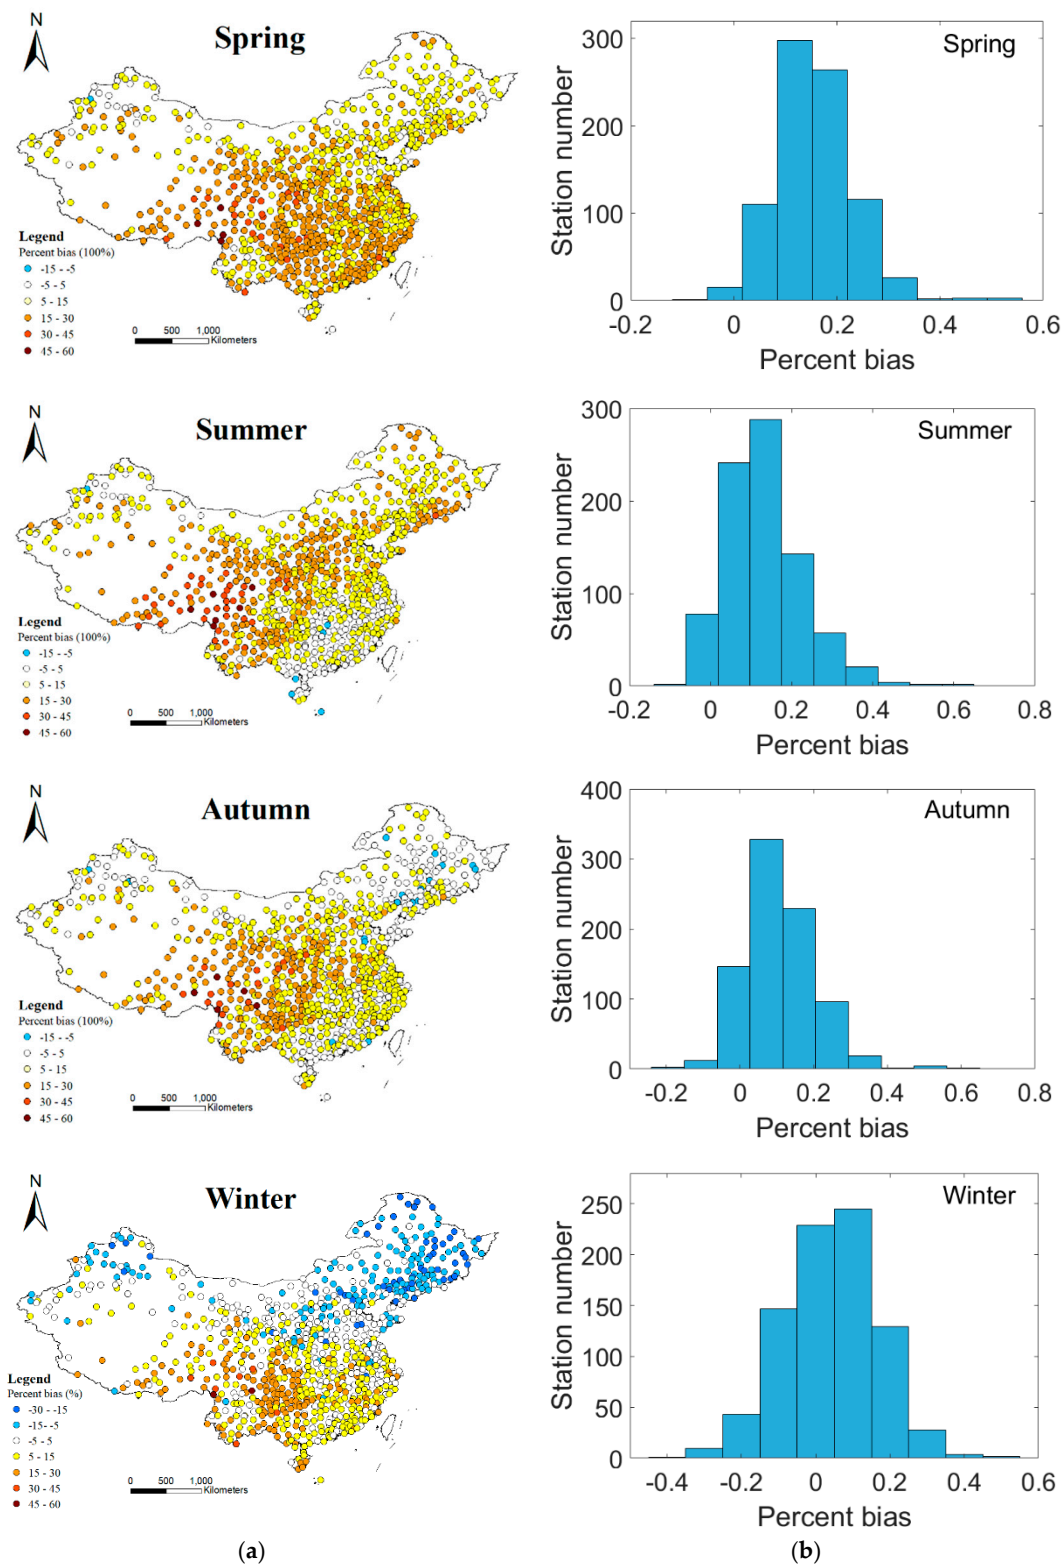 N
Spring
Legend
Percent bias (100%)
-15 - -5
-5 - 5
5 - 15
15 - 30
30 - 45
45 - 60
0 500 1,000
Kilometers
Spring
Station number
300
200
100
0
-0.2 0 0.2 0.4 0.6
Percent bias
N
Summer
Legend
Percent bias (100%)
-15 - -5
-5 - 5
5 - 15
15 - 30
30 - 45
45 - 60
0 500 1,000
Kilometers
Summer
Station number
300
200
100
0
-0.2 0 0.2 0.4 0.6 0.8
Percent bias
N
Autumn
Legend
Percent bias (100%)
-15 - -5
-5 - 5
5 - 15
15 - 30
30 - 45
45 - 60
0 500 1,000
Kilometers
Autumn
Station number
400
300
200
100
0
-0.2 0 0.2 0.4 0.6 0.8
Percent bias
N
Winter
Legend
Percent bias (%)
-30 - -15
-15 - -5
-5 - 5
5 - 15
15 - 30
30 - 45
45 - 60
0 500 1,000
Kilometers
Winter
Station number
250
200
150
100
50
0
-0.4 -0.2 0 0.2 0.4 0.6
Percent bias
(a) (b)